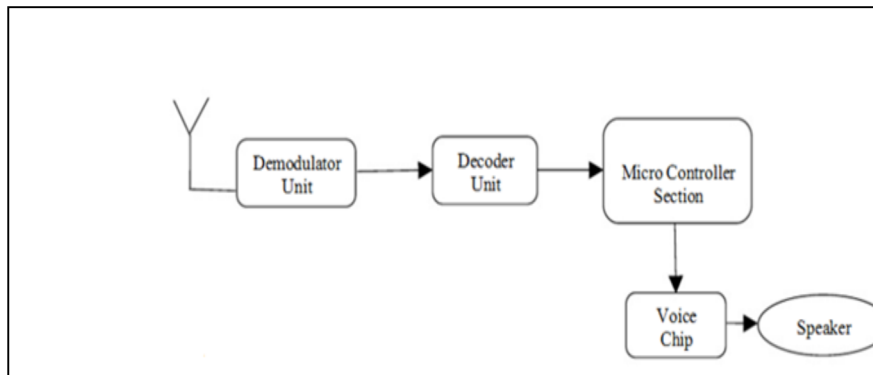 Demodulator
Unit
Decoder
Unit
Micro Controller
Section
Voice
Chip
Speaker